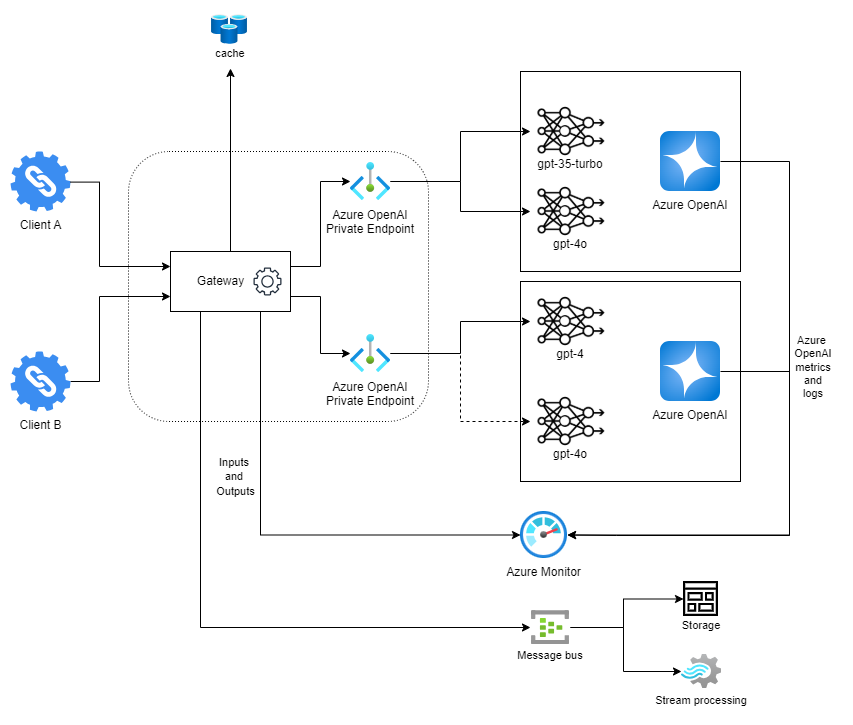 cache
Client A
Gateway
Azure OpenAI
Private Endpoint
gpt-35-turbo
gpt-4o
Azure OpenAI
Client B
Azure OpenAI
Private Endpoint
gpt-4
gpt-4o
Azure OpenAI
Azure
OpenAI
metrics
and
logs
Inputs
and
Outputs
Azure Monitor
Message bus
Storage
Stream processing